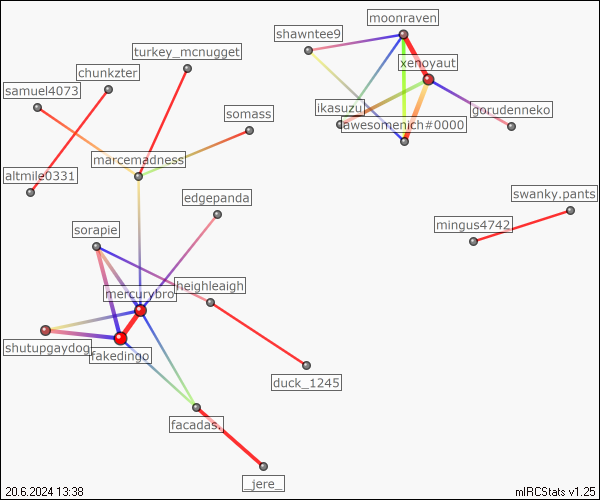 moonraven
shawntee9
turkey_mcnugget
xenoyaut
chunkzter
samuel4073
ikasuzu
gorudenneko
somass
awesomenich#0000
marcemadness
altmile0331
edgepanda
swanky.pants
mingus4742
sorapie
heighleaigh
mercurybro
shutupgaydog.
fakedingo
duck_1245
facadas.
_jere_
20.6.2024 13:38
mIRCStats v1.25